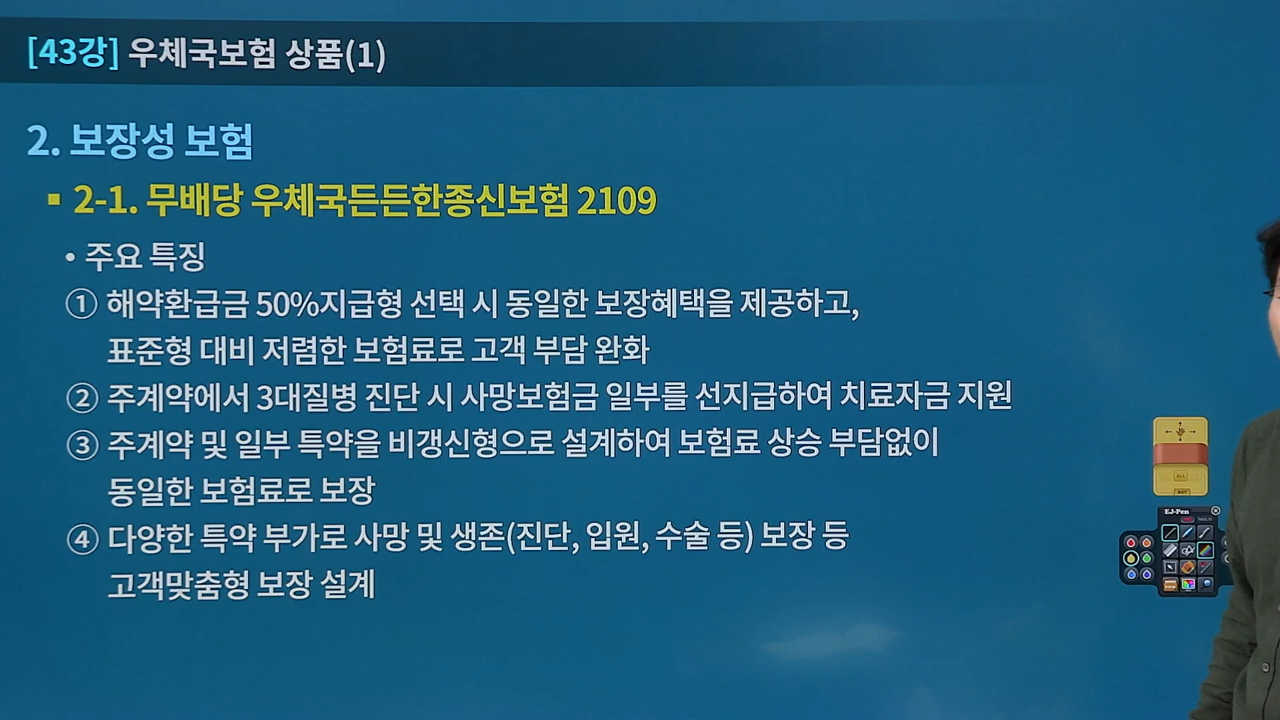 [43강] 우체국보험 상품(1)
2. 보장성 보험
▪ 2-1. 무배당 우체국든든한종신보험 2109
• 주요 특징
① 해약환급금 50%지급형 선택 시 동일한 보장혜택을 제공하고,
표준형 대비 저렴한 보험료로 고객 부담 완화
② 주계약에서 3대질병 진단 시 사망보험금 일부를 선지급하여 치료자금 지원
③ 주계약 및 일부 특약을 비갱신형으로 설계하여 보험료 상승 부담없이
동일한 보험료로 보장
④ 다양한 특약 부가로 사망 및 생존(진단, 입원, 수술 등) 보장 등
고객맞춤형 보장 설계
ALL
EJ-Pen